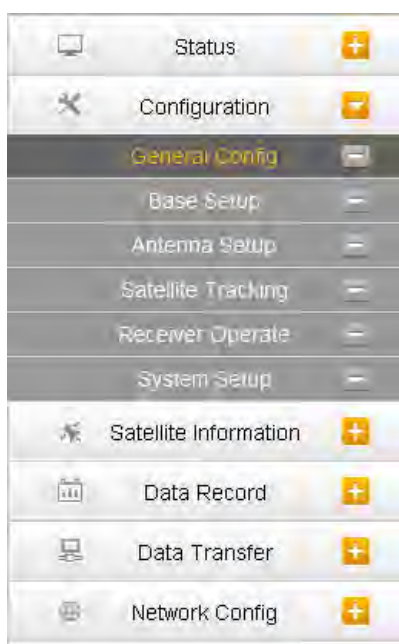 Status
Configuration
General Config
Base Setup
Antenna Setup
Satellite Tracking
Receiver Operate
System Setup
Satellite Information
Data Record
Data Transfer
Network Config